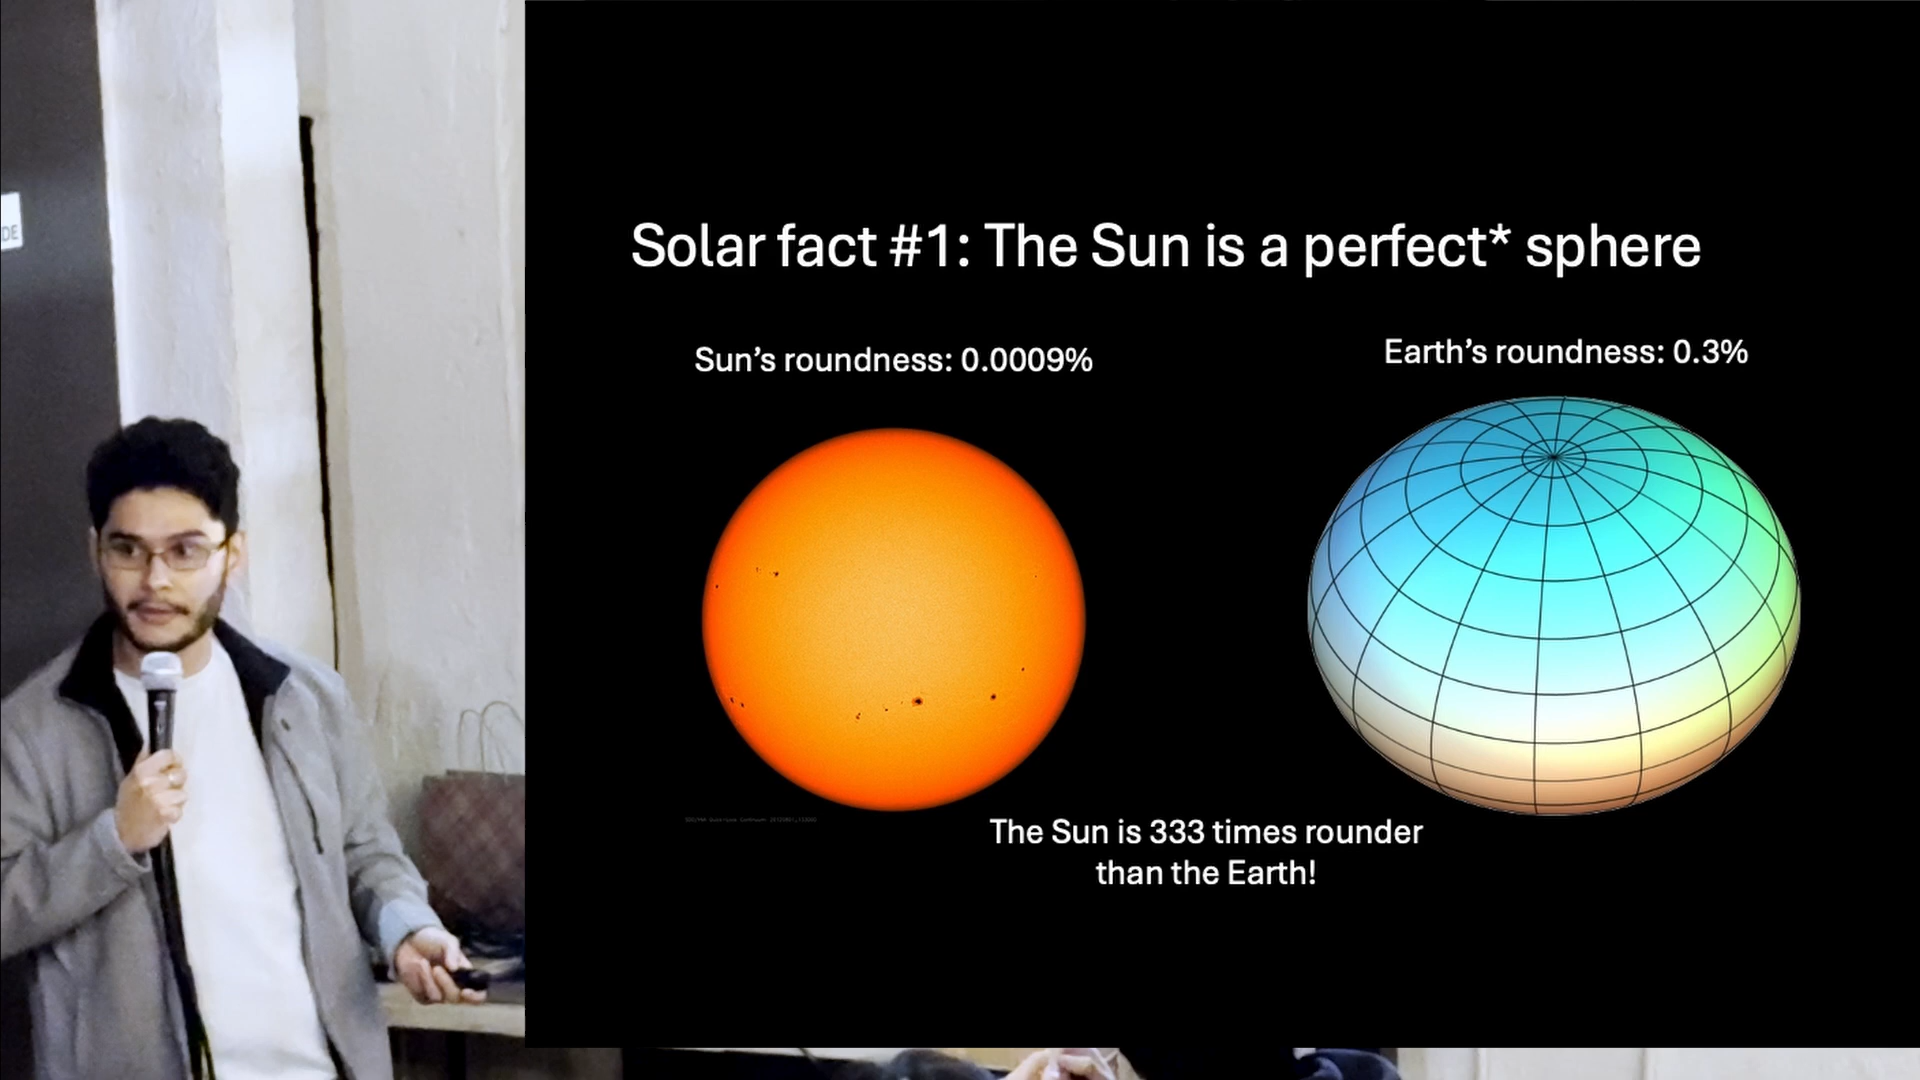 DE
Solar fact #1: The Sun is a perfect* sphere
Sun's roundness: 0.0009%
Earth's roundness: 0.3%
The Sun is 333 times rounder
than the Earth!